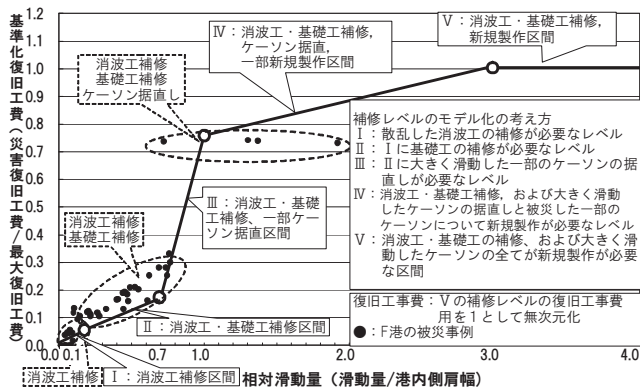 基準化復旧工費(災害復旧工費/最大復旧工費)
1.2
1.1
1.0
0.9
0.8
0.7
0.6
0.5
0.4
0.3
0.2
0.1
0.0
Ⅳ:消波工・基礎工補修,
ケーソン据直,
一部新規製作区間
Ⅴ:消波工・基礎工補修,
新規製作区間
消波工補修
基礎工補修
ケーソン据直し
補修レベルのモデル化の考え方
Ⅰ:散乱した消波工の補修が必要なレベル
Ⅱ:Ⅰに基礎工の補修が必要なレベル
Ⅲ:Ⅱに大きく滑動した一部のケーソンの据
直しが必要なレベル
Ⅳ:消波工・基礎工補修,および大きく滑動
したケーソンの据直しと被災した一部の
ケーソンについて新規製作が必要なレベル
Ⅴ:消波工・基礎工の補修、および大きく滑
動したケーソンの全てが新規製作が必要
な区間
Ⅲ:消波工・基礎
工補修、一部ケー
ソン据直区間
消波工補修
基礎工補修
復旧工事費:Ⅴの補修レベルの復旧工事費
用を1として無次元化
●:F港の被災事例
Ⅱ:消波工・基礎工補修区間
0.0 0.1 0.7 1.0 2.0 3.0 4.0
消波工補修
Ⅰ:消波工補修区間
相対滑動量(滑動量/港内側肩幅)